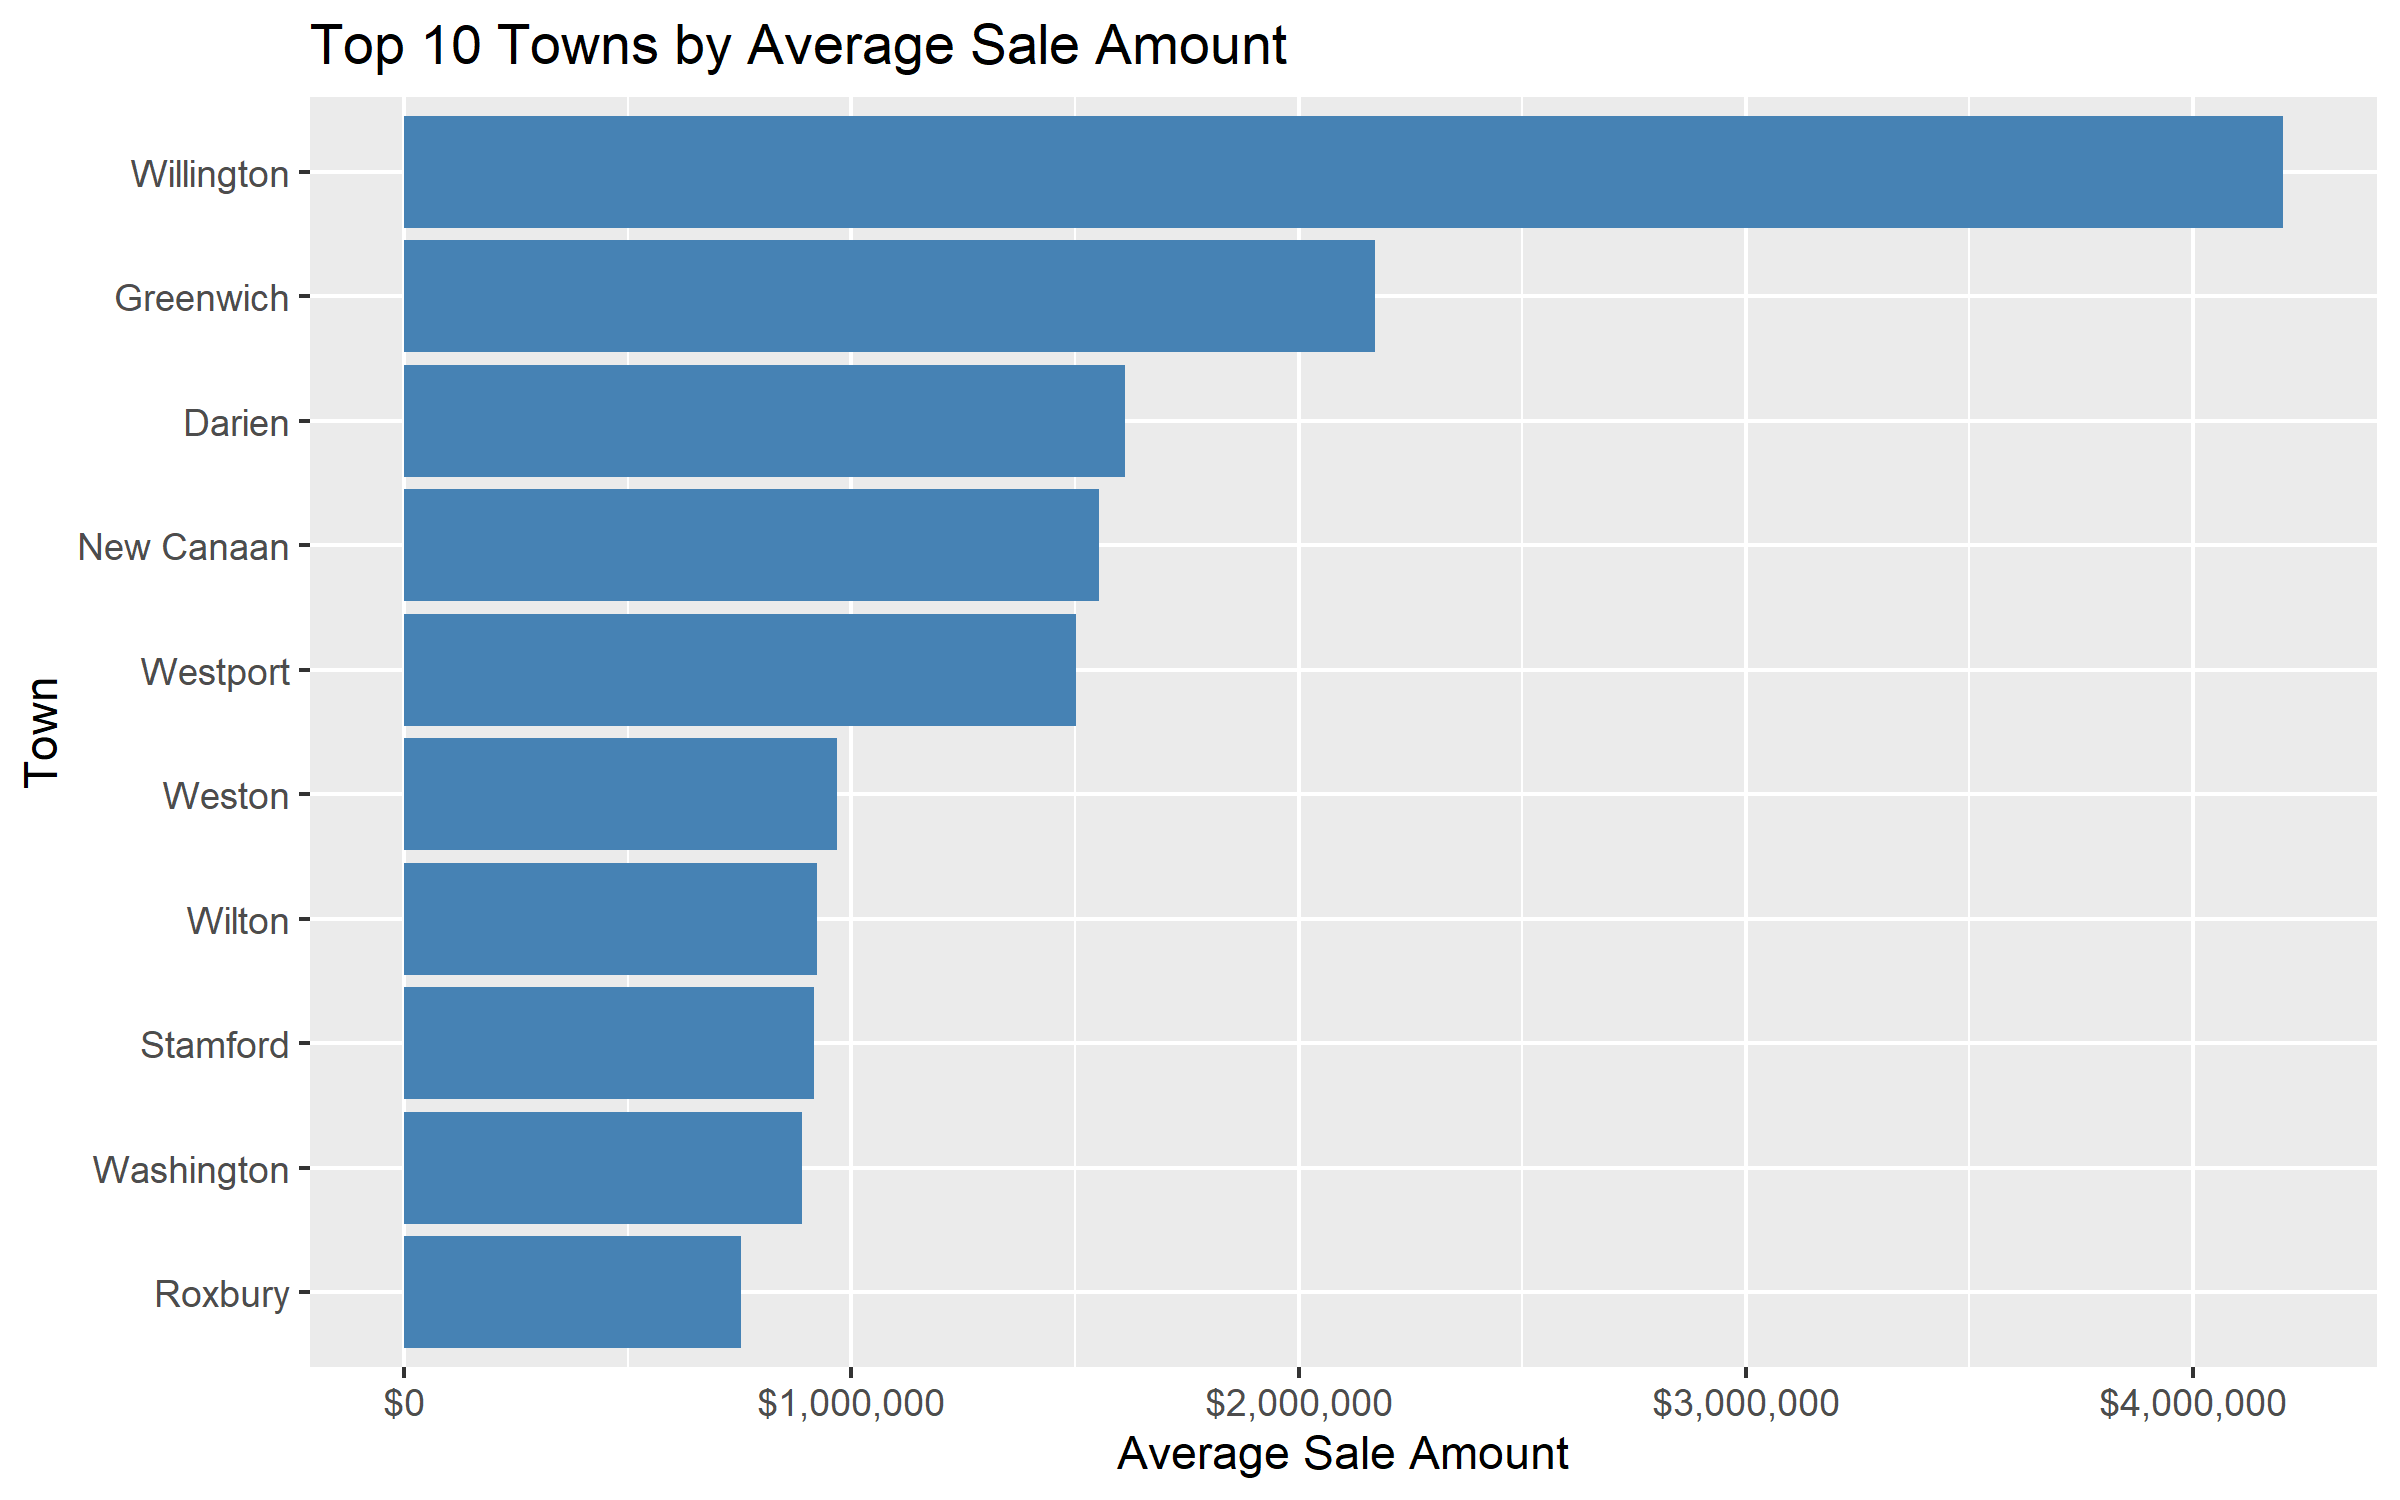 Top 10 Towns by Average Sale Amount
Town
Willington
Greenwich
Darien
New Canaan
Westport
Weston
Wilton
Stamford
Washington
Roxbury
$0 $1,000,000 $2,000,000 $3,000,000 $4,000,000
Average Sale Amount